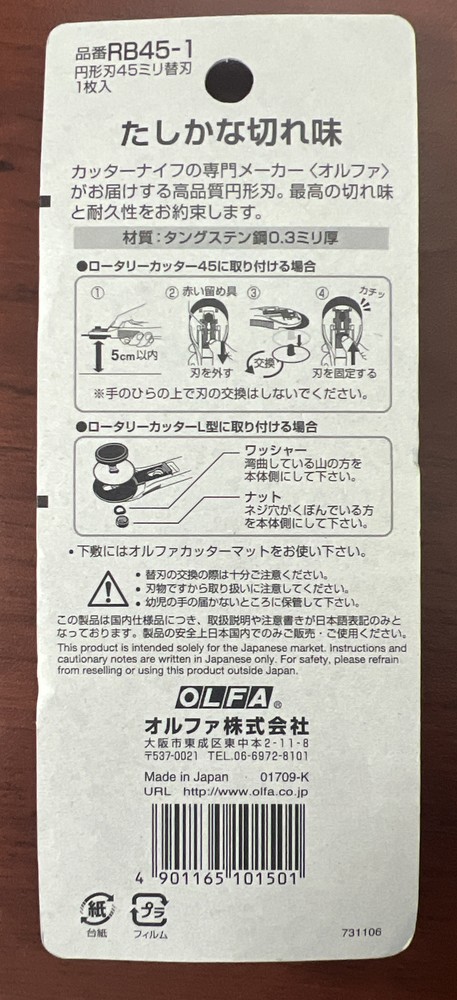 品番RB45-1
円形刃45ミリ替刃
1枚入
たしかな切れ味
カッターナイフの専門メーカー〈オルファ〉
がお届けする高品質円形刃。最高の切れ味
と耐久性をお約束します。
材質：タングステン鋼0.3ミリ厚
●ロータリーカッター45に取り付ける場合
① ②赤い留め具 ③ ④ カチッ
5cm以内 刃を外す 交換 刃を固定する
※手のひらの上で刃の交換はしないでください。
●ロータリーカッターL型に取り付ける場合
ワッシャー
湾曲している山の方を
本体側にして下さい。
ナット
ネジ穴がくぼんでいる方
を本体側にして下さい。
・下敷にはオルファカッターマットをお使い下さい。
・替刃の交換の際は十分ご注意ください。
・刃物ですから取り扱いに注意してください。
・幼児の手の届かないところに保管して下さい。
この製品は国内仕様品につき、取扱説明や注意書きが日本語表記のみと
なっております。製品の安全上日本国内でのみご販売・ご使用ください。
This product is intended solely for the Japanese market. Instructions and
cautionary notes are written in Japanese only. For safety, please refrain
from reselling or using this product outside Japan.
OLFA®
オルファ株式会社
大阪市東成区東中本2-11-8
〒537-0021 TEL.06-6972-8101
Made in Japan 01709-K
URL http://www.olfa.co.jp
4 901165 101501
紙 プラ
台紙 フィルム
731106